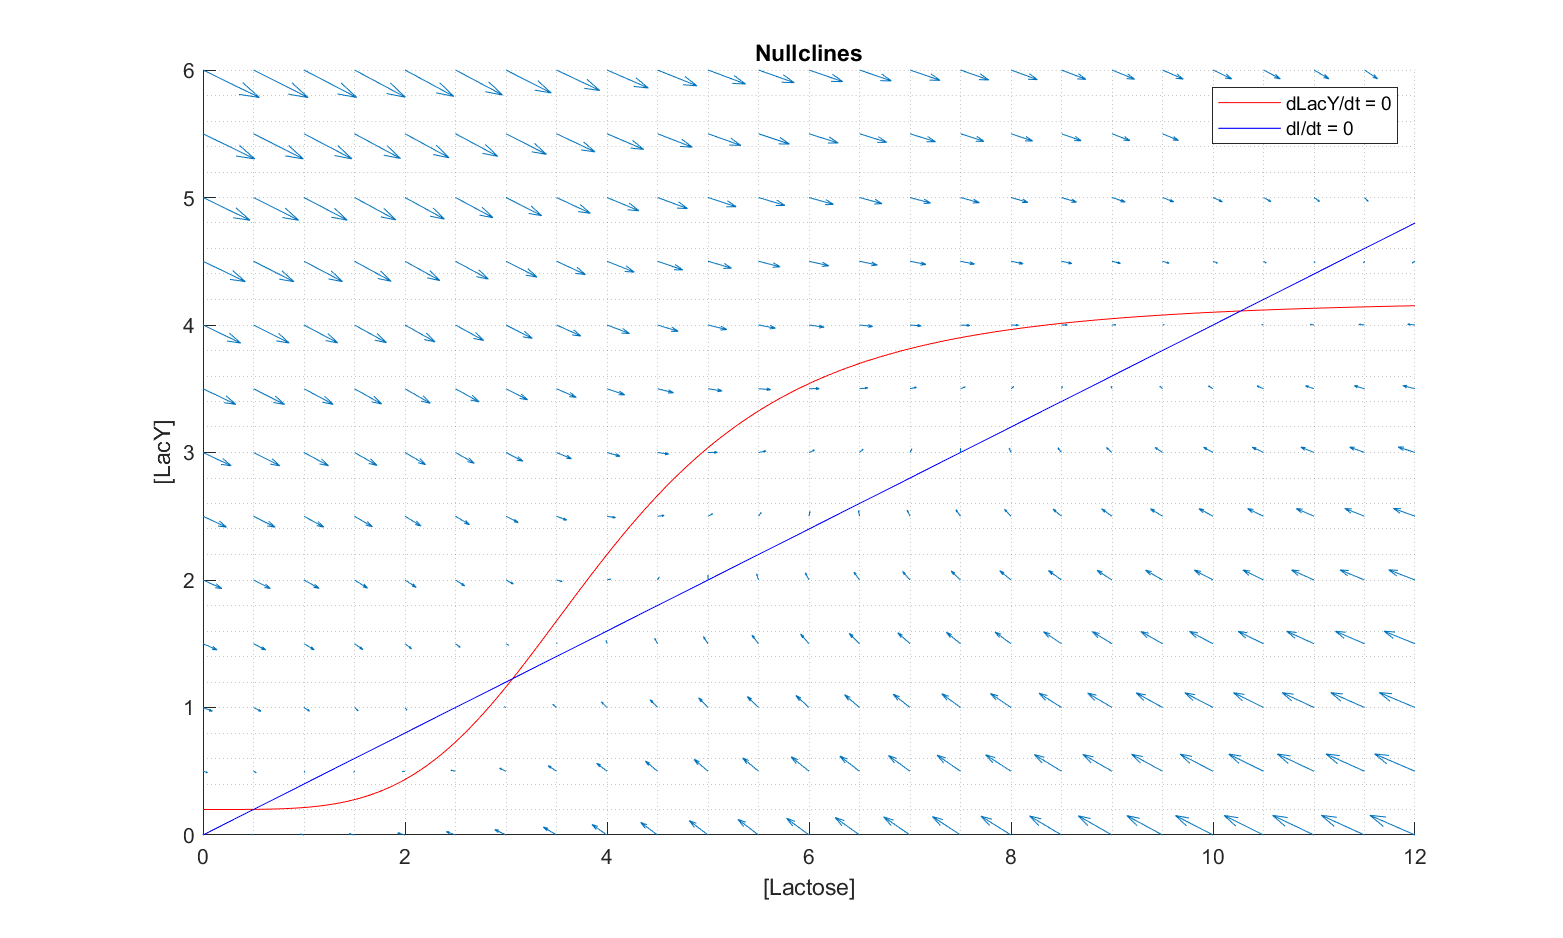 Nullclines
dLacY/dt = 0
dl/dt = 0
6
5
4
3
2
1
0
[LacY]
0 2 4 6 8 10 12
[Lactose]